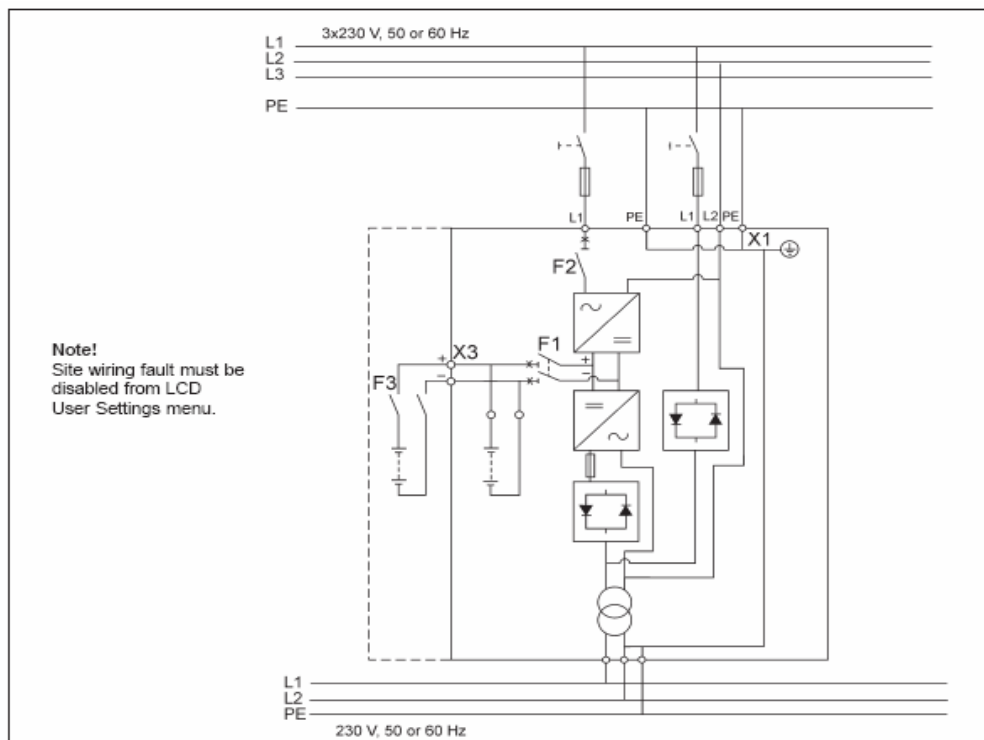 3x230 V, 50 or 60 Hz
L1
L2
L3
PE
L1
PE
L1
L2
PE
X1
F2
Note!
Site wiring fault must be
disabled from LCD
User Settings menu.
+
X3
F1
+
-
-
F3
L1
L2
PE
230 V, 50 or 60 Hz